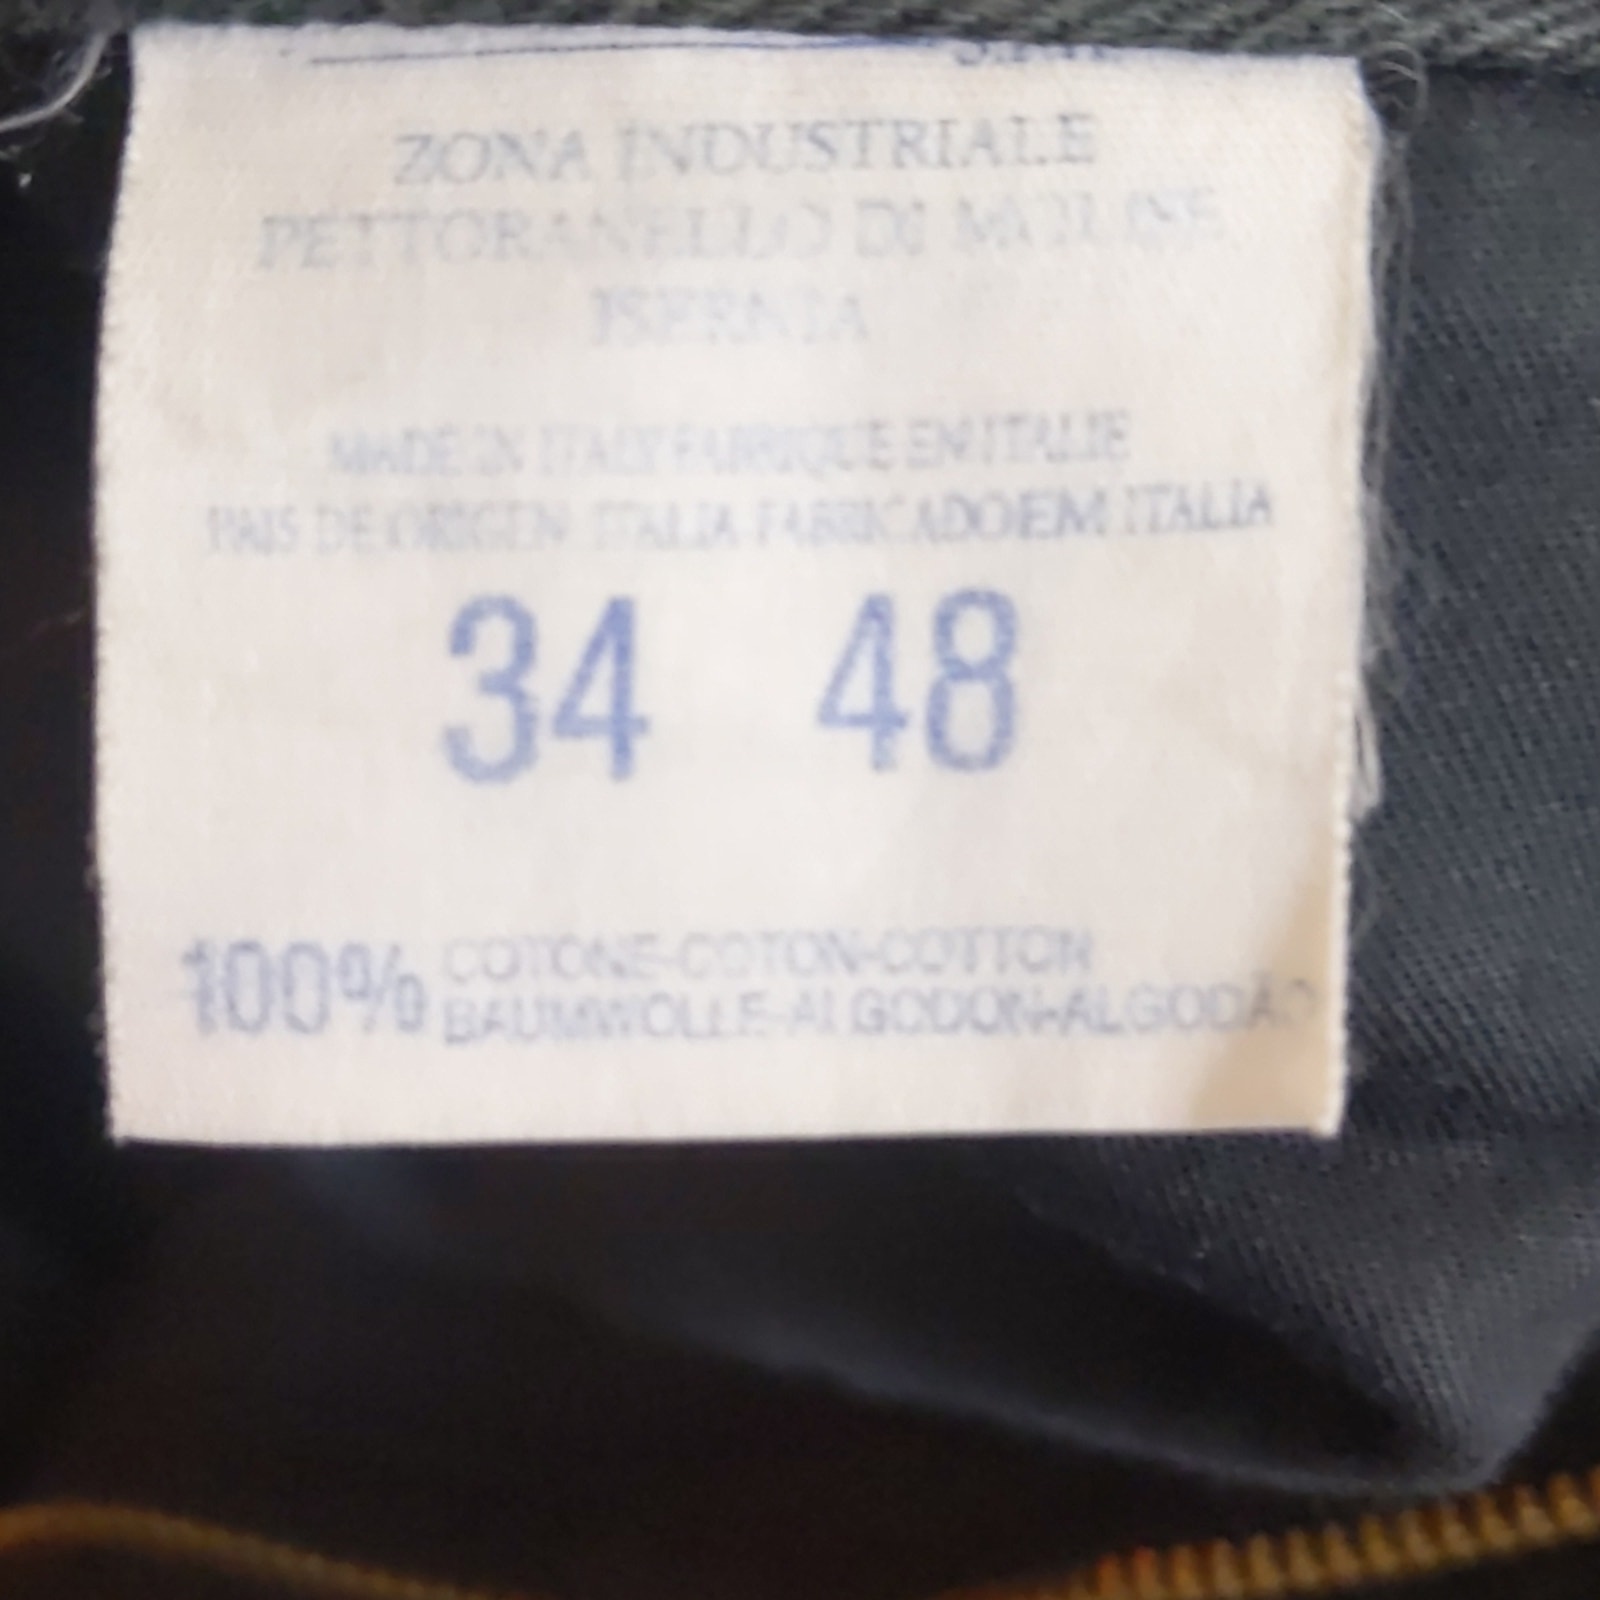 S.p.A.
ZONA INDUSTRIALE
PETTORANELLO DI MOLISE
ISERNIA
MADE IN ITALY FABRIQUE EN ITALIE
PAIS DE ORIGEN ITALIA FABRICADO EM ITALIA
34 48
100% COTONE-COTON-COTTON
BAUMWOLLE-ALGODON-ALGODÃO